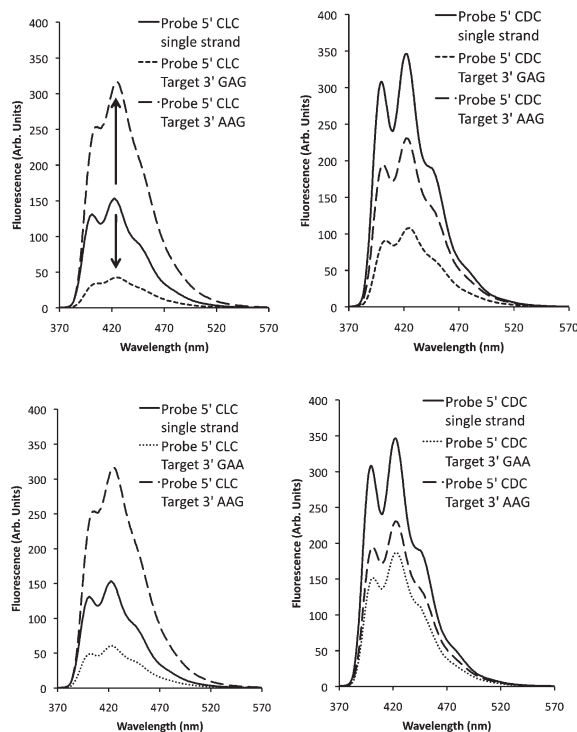 Probe 5' CLC
single strand
Probe 5' CLC
Target 3' GAG
Probe 5' CLC
Target 3' AAG
400
350
300
250
200
150
100
50
0
Fluorescence (Arb. Units)
370 420 470 520 570
Wavelength (nm)
Probe 5' CDC
single strand
Probe 5' CDC
Target 3' GAG
Probe 5' CDC
Target 3' AAG
400
350
300
250
200
150
100
50
0
Fluorescence (Arb. Units)
370 420 470 520 570
Wavelength (nm)
Probe 5' CLC
single strand
Probe 5' CLC
Target 3' GAA
Probe 5' CLC
Target 3' AAG
400
350
300
250
200
150
100
50
0
Fluorescence (Arb. Units)
370 420 470 520 570
Wavelength (nm)
Probe 5' CDC
single strand
Probe 5' CDC
Target 3' GAA
Probe 5' CDC
Target 3' AAG
400
350
300
250
200
150
100
50
0
Fluorescence (Arb. Units)
370 420 470 520 570
Wavelength (nm)